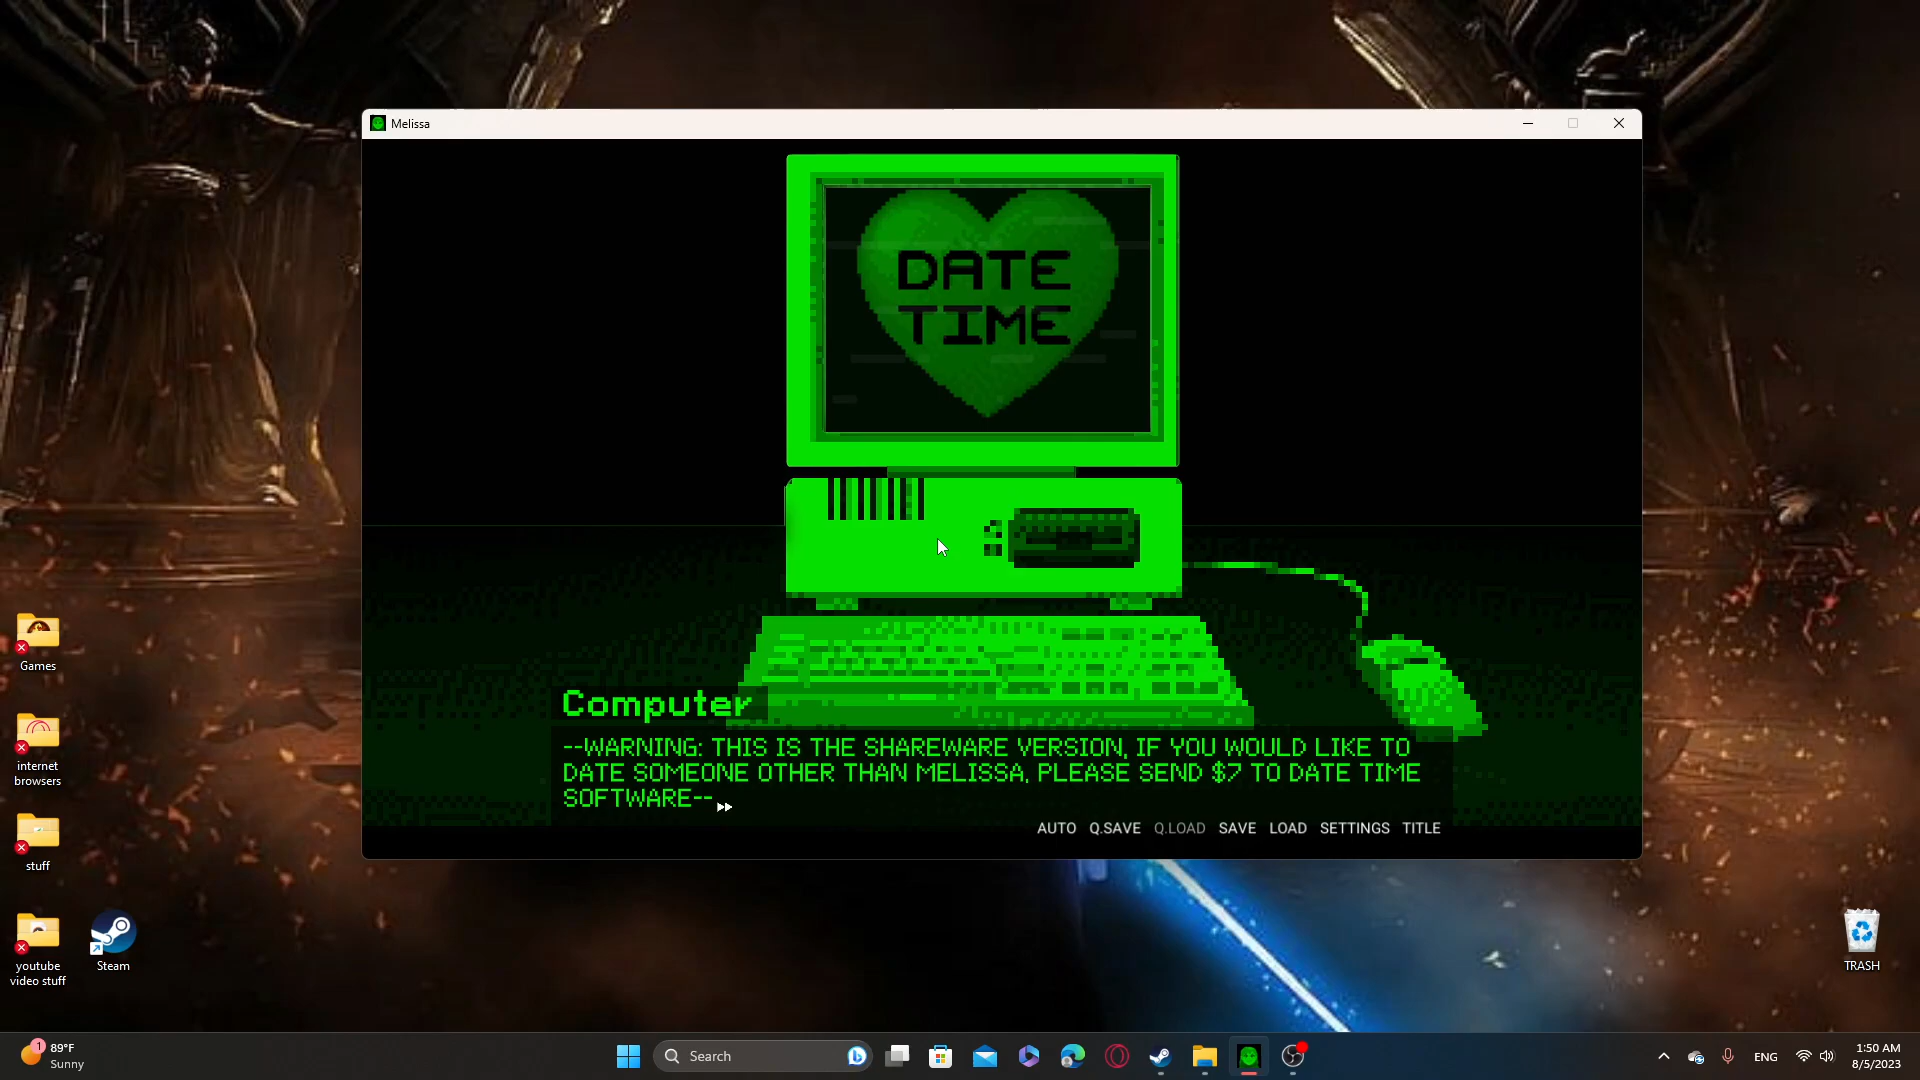 Melissa
DATE
TIME
Computer
--WARNING: THIS IS THE SHAREWARE VERSION, IF YOU WOULD LIKE TO
DATE SOMEONE OTHER THAN MELISSA, PLEASE SEND $7 TO DATE TIME
SOFTWARE--
AUTO Q.SAVE Q.LOAD SAVE LOAD SETTINGS TITLE
Games
internet
browsers
stuff
youtube
video stuff
Steam
TRASH
1
89°F
Sunny
Search
ENG
1:50 AM
8/5/2023